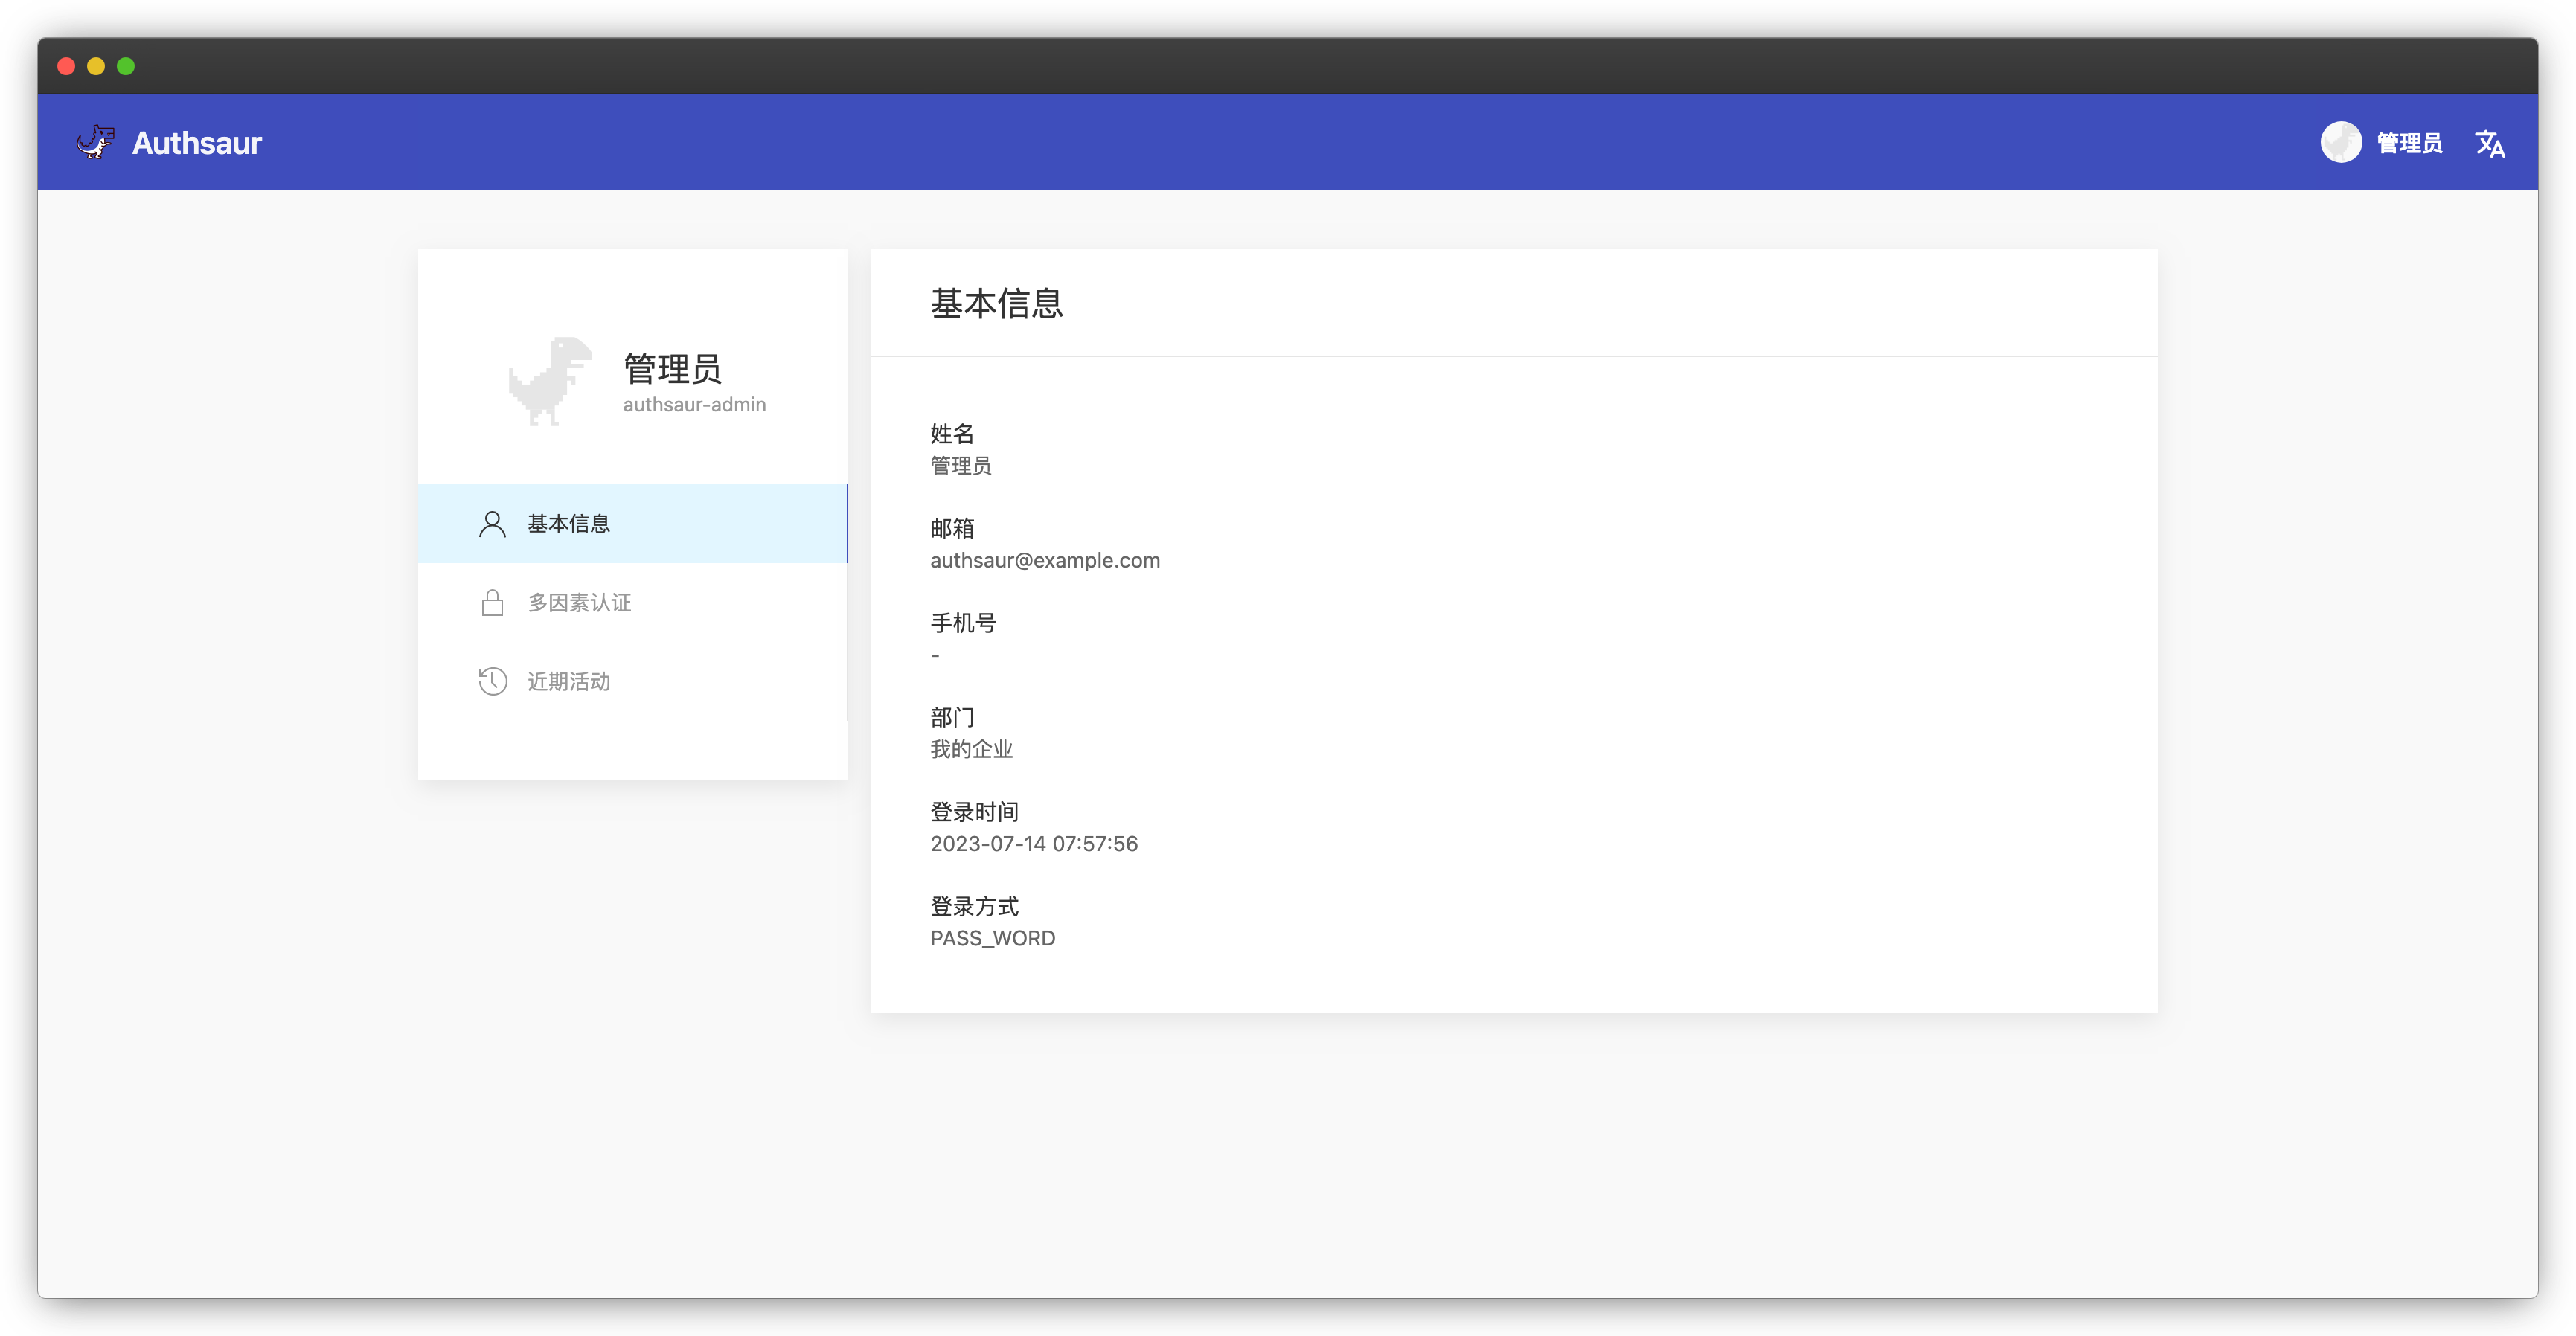 Authsaur
管理员
管理员
authsaur-admin
基本信息
多因素认证
近期活动
基本信息
姓名
管理员
邮箱
authsaur@example.com
手机号
-
部门
我的企业
登录时间
2023-07-14 07:57:56
登录方式
PASS_WORD